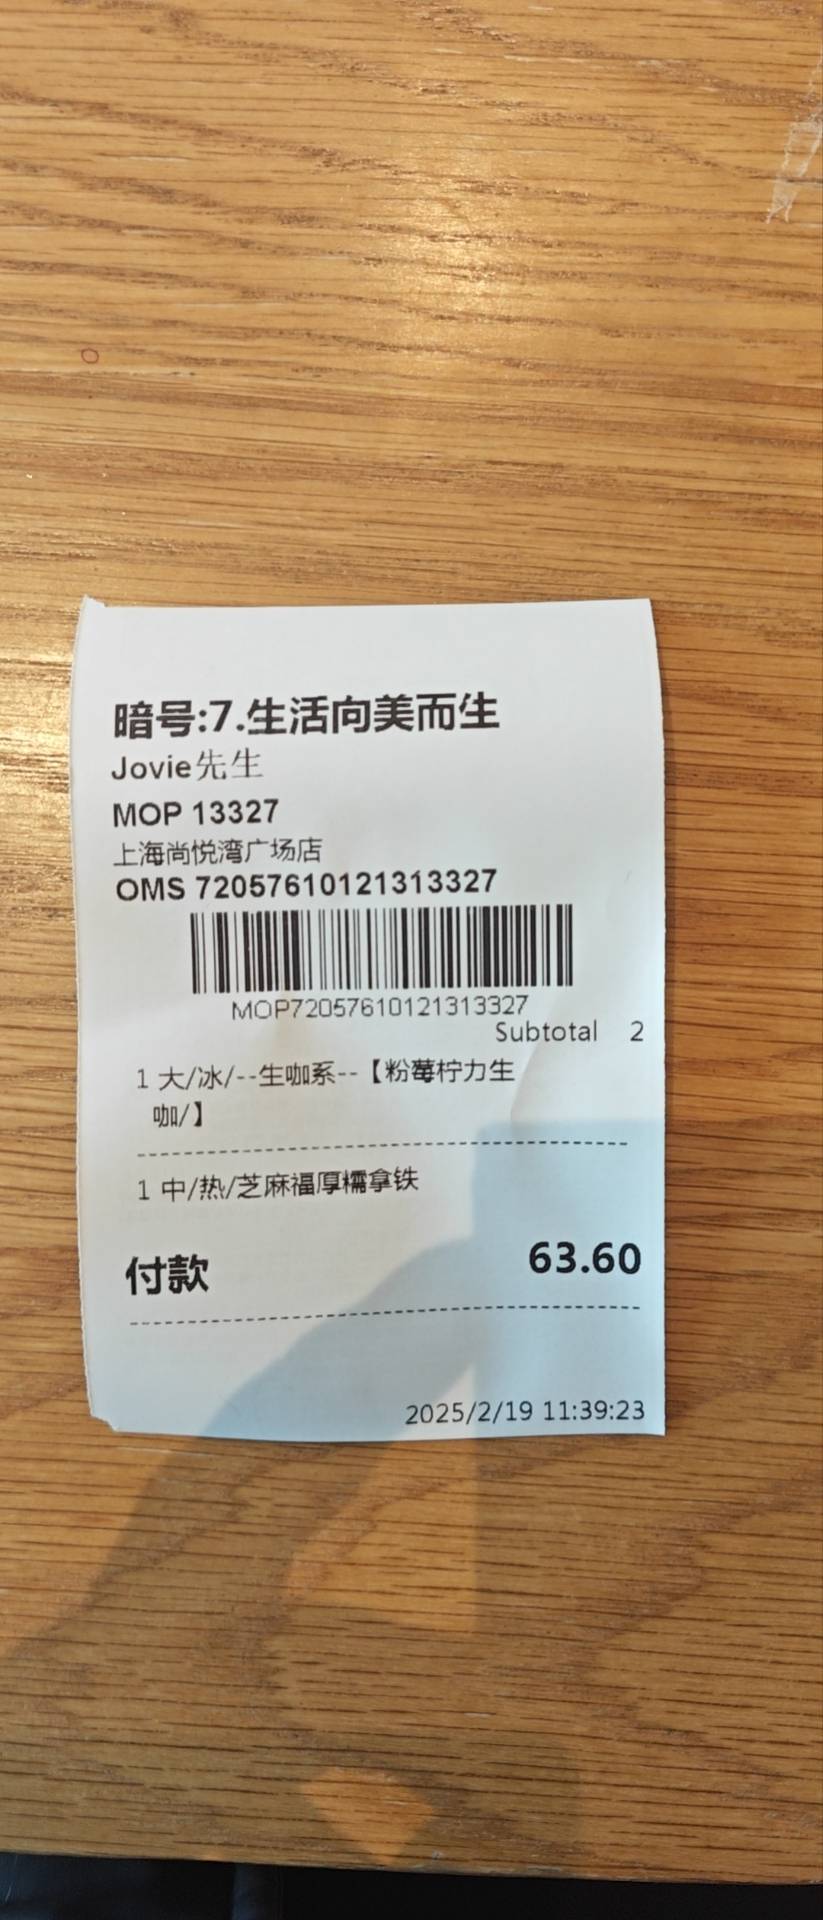 暗号:7.生活向美而生
Jovie先生
MOP 13327
上海尚悦湾广场店
OMS 72057610121313327
MOP72057610121313327
Subtotal 2
1 大/冰/--生咖系--【粉莓柠力生
咖/】
1 中/热/芝麻福厚糯拿铁
付款 63.60
2025/2/19 11:39:23